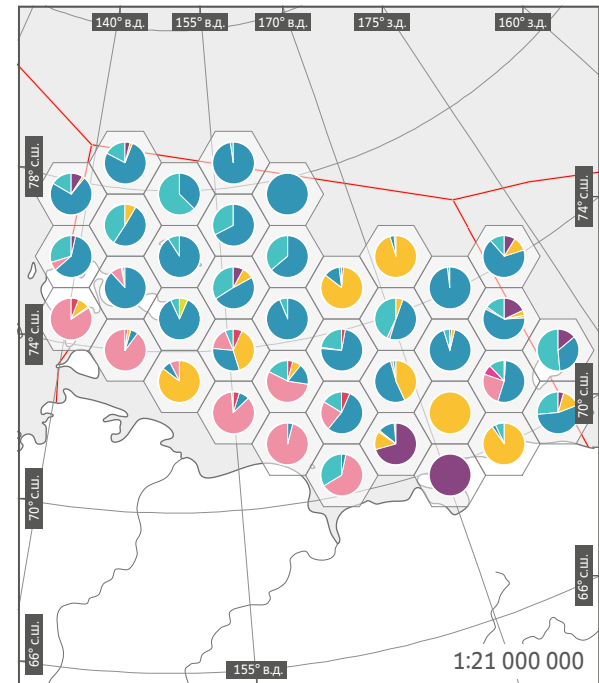 140° в.д.
155° в.д.
170° в.д.
175° з.д.
160° з.д.
78° с.ш.
74° с.ш.
74° с.ш.
70° с.ш.
70° с.ш.
66° с.ш.
66° с.ш.
155° в.д.
1:21 000 000